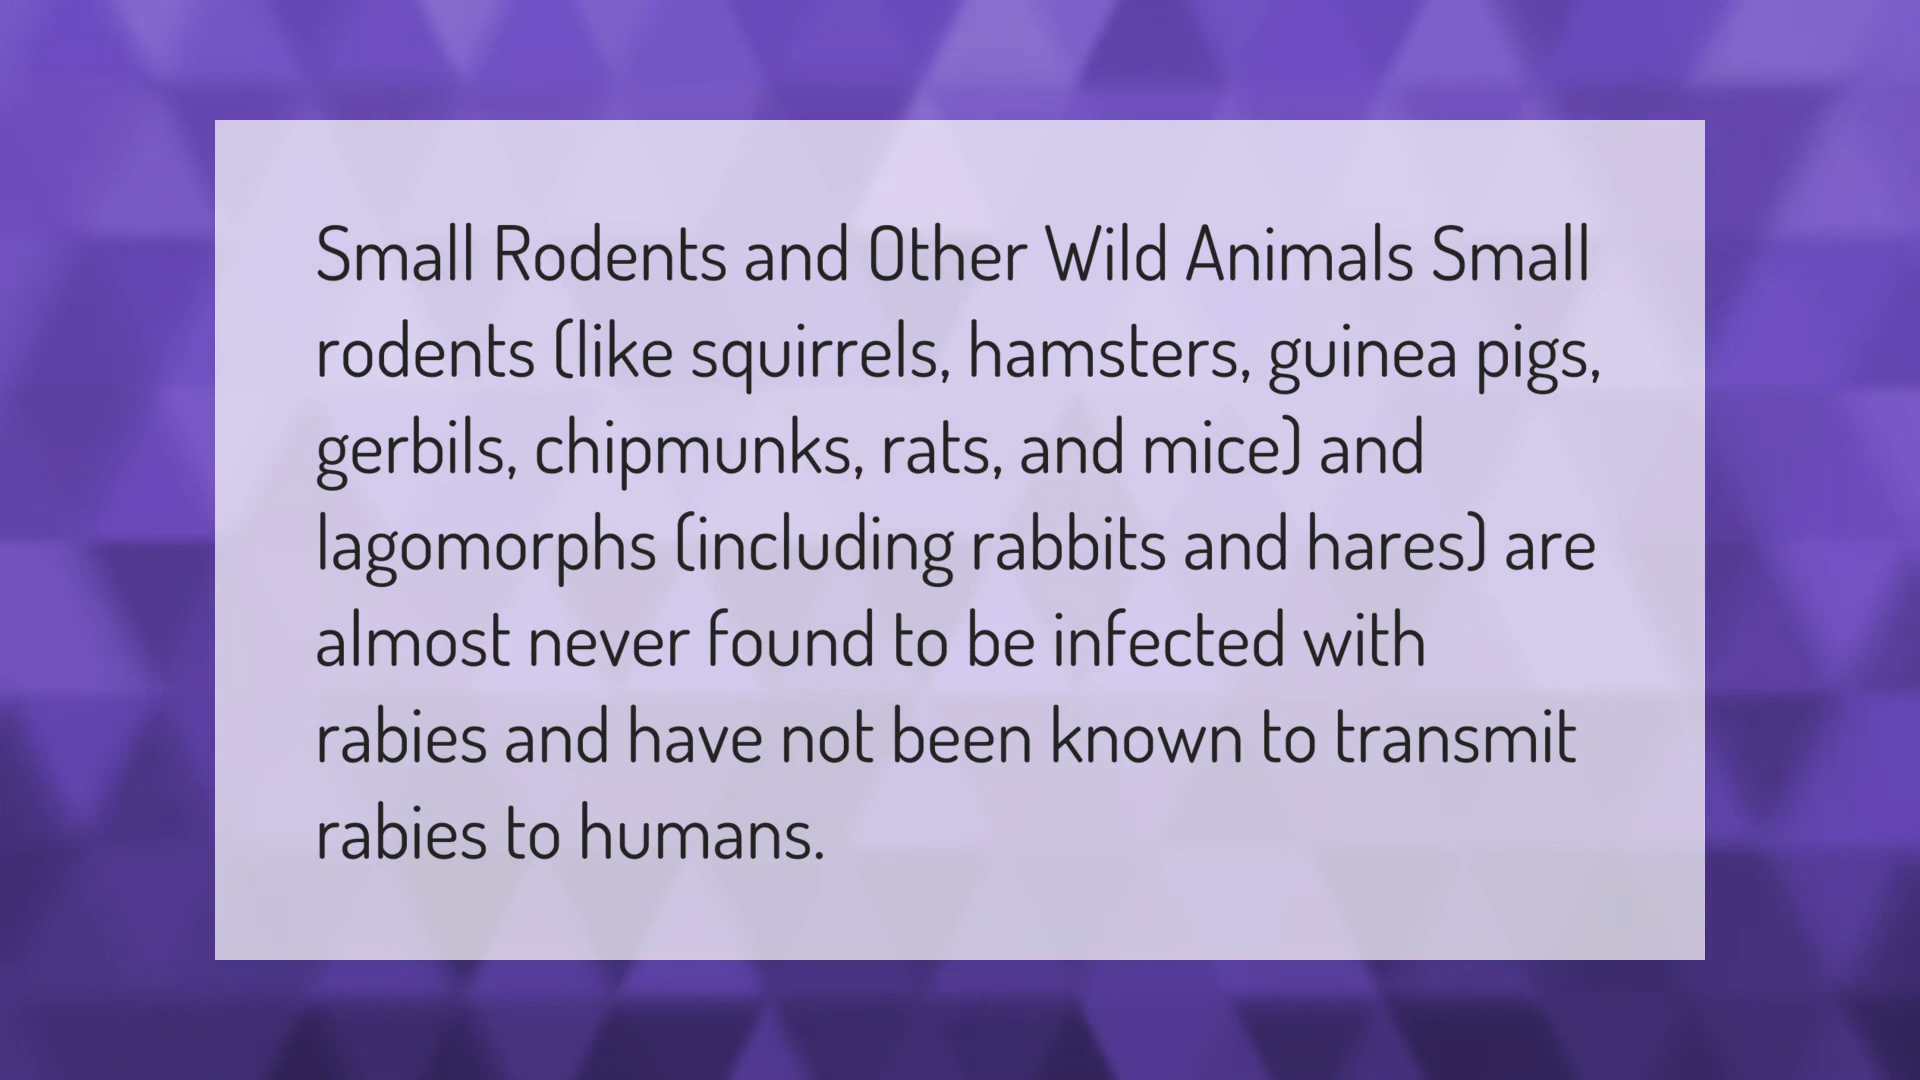 Small Rodents and Other Wild Animals Small
rodents (like squirrels, hamsters, guinea pigs,
gerbils, chipmunks, rats, and mice) and
lagomorphs (including rabbits and hares) are
almost never found to be infected with
rabies and have not been known to transmit
rabies to humans.